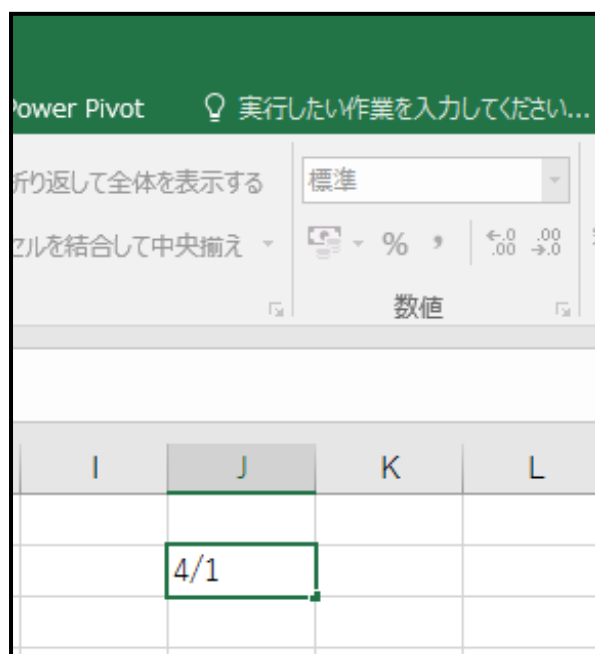 Power Pivot 実行したい作業を入力してください...
折り返して全体を表示する 標準
セルを結合して中央揃え % , ←.0 .00 .00 →.0
数値
I J K L
4/1